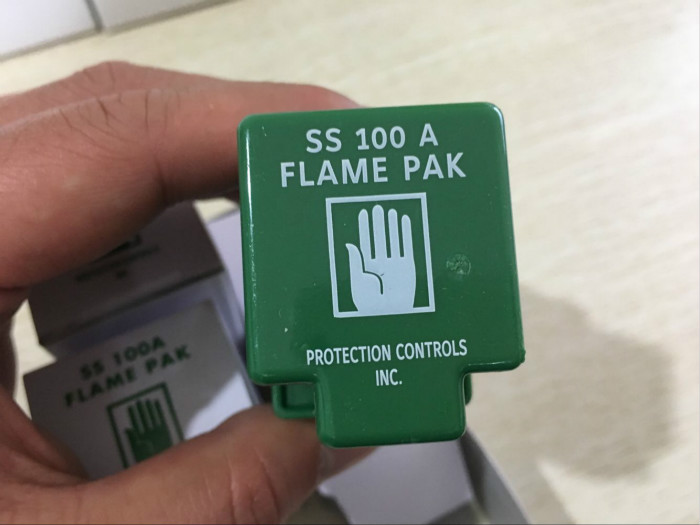 SS 100 A
FLAME PAK
PROTECTION CONTROLS
INC.
SS 100A
FLAME PAK